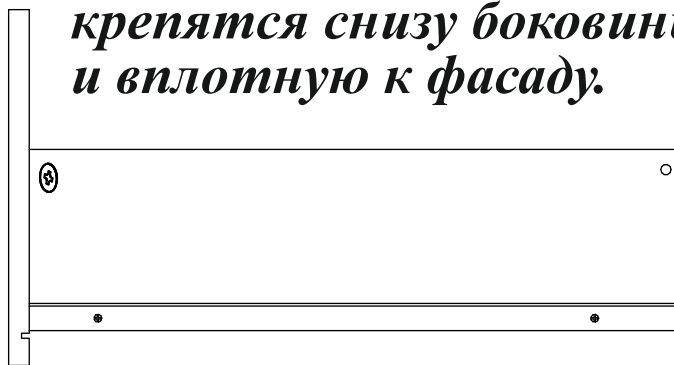 крепятся снизу боковин
и вплотную к фасаду.